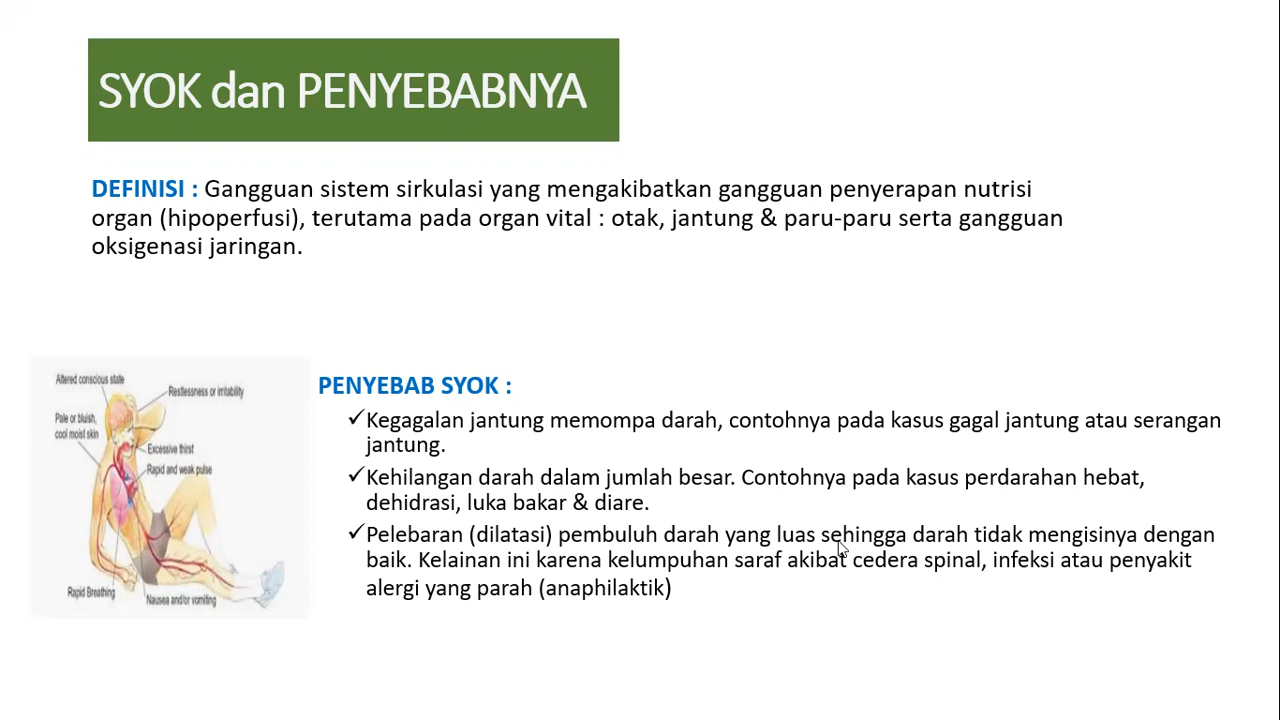 SYOK dan PENYEBABNYA
DEFINISI : Gangguan sistem sirkulasi yang mengakibatkan gangguan penyerapan nutrisi
organ (hipoperfusi), terutama pada organ vital : otak, jantung & paru-paru serta gangguan
oksigenasi jaringan.
Altered conscious state
Restlessness or irritability
Pale or bluish,
cool moist skin
Excessive thirst
Rapid and weak pulse
Rapid Breathing
Nausea and/or vomiting
PENYEBAB SYOK :
✓Kegagalan jantung memompa darah, contohnya pada kasus gagal jantung atau serangan
jantung.
✓Kehilangan darah dalam jumlah besar. Contohnya pada kasus perdarahan hebat,
dehidrasi, luka bakar & diare.
✓Pelebaran (dilatasi) pembuluh darah yang luas sehingga darah tidak mengisinya dengan
baik. Kelainan ini karena kelumpuhan saraf akibat cedera spinal, infeksi atau penyakit
alergi yang parah (anaphilaktik)